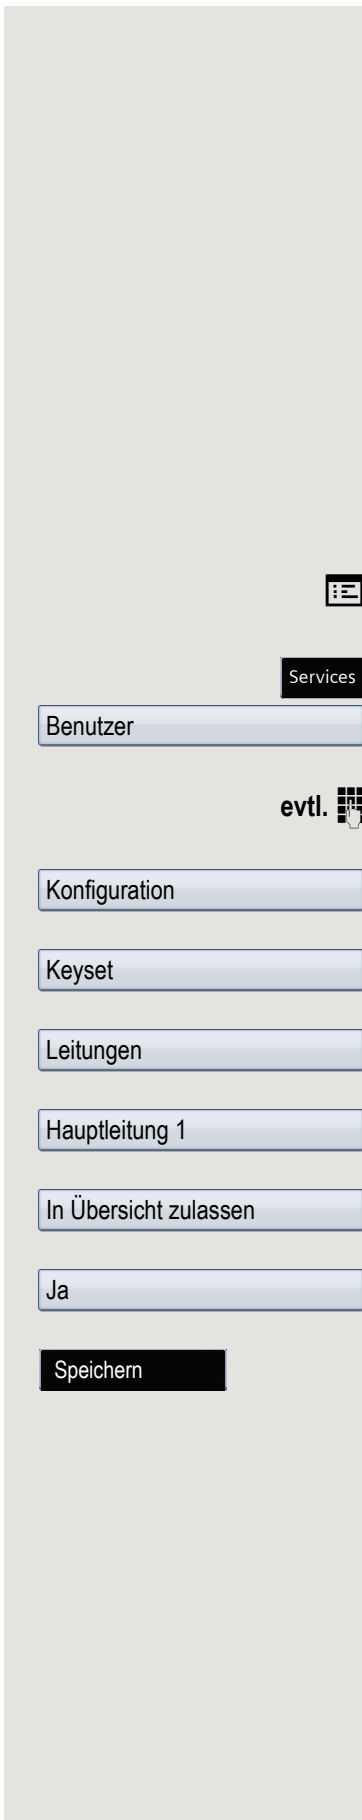 Services
Benutzer
evtl.
Konfiguration
Keyset
Leitungen
Hauptleitung 1
In Übersicht zulassen
Ja
Speichern